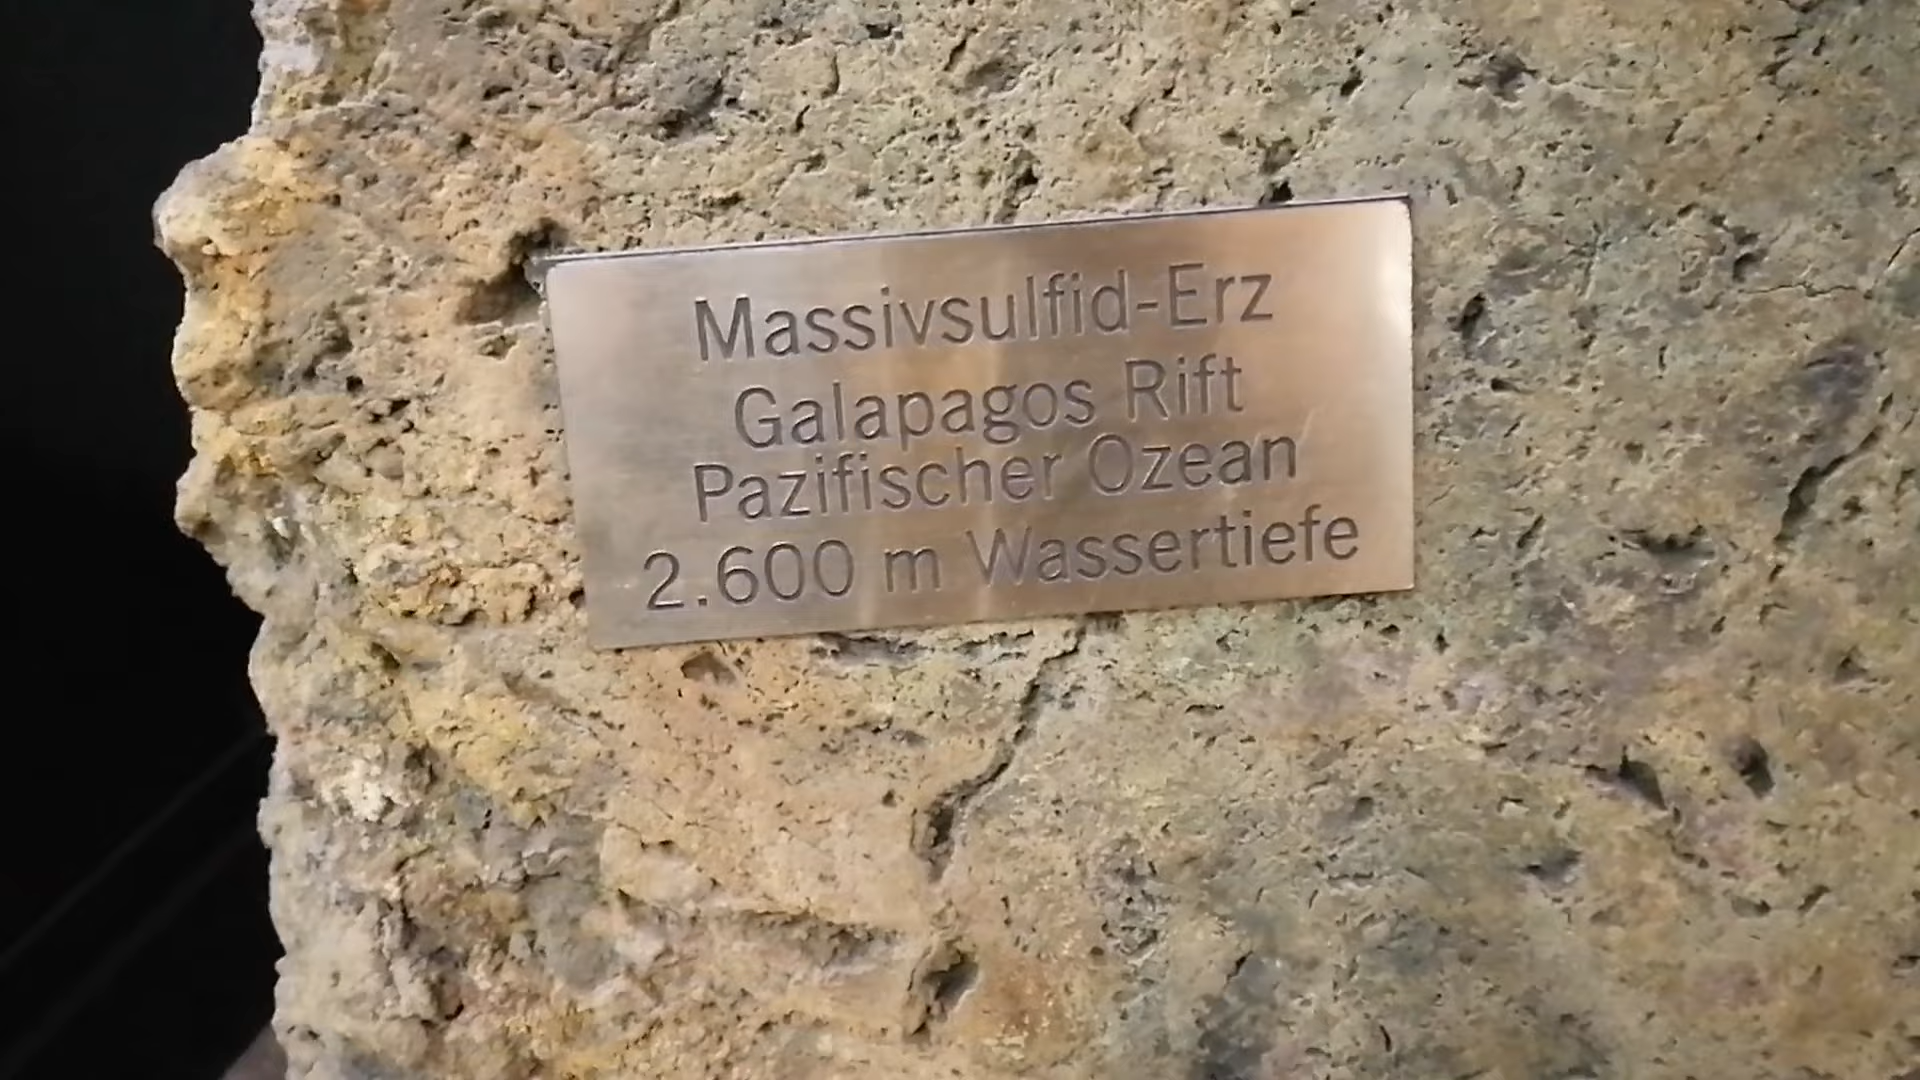 Massivsulfid-Erz
Galapagos Rift
Pazifischer Ozean
2.600 m Wassertiefe